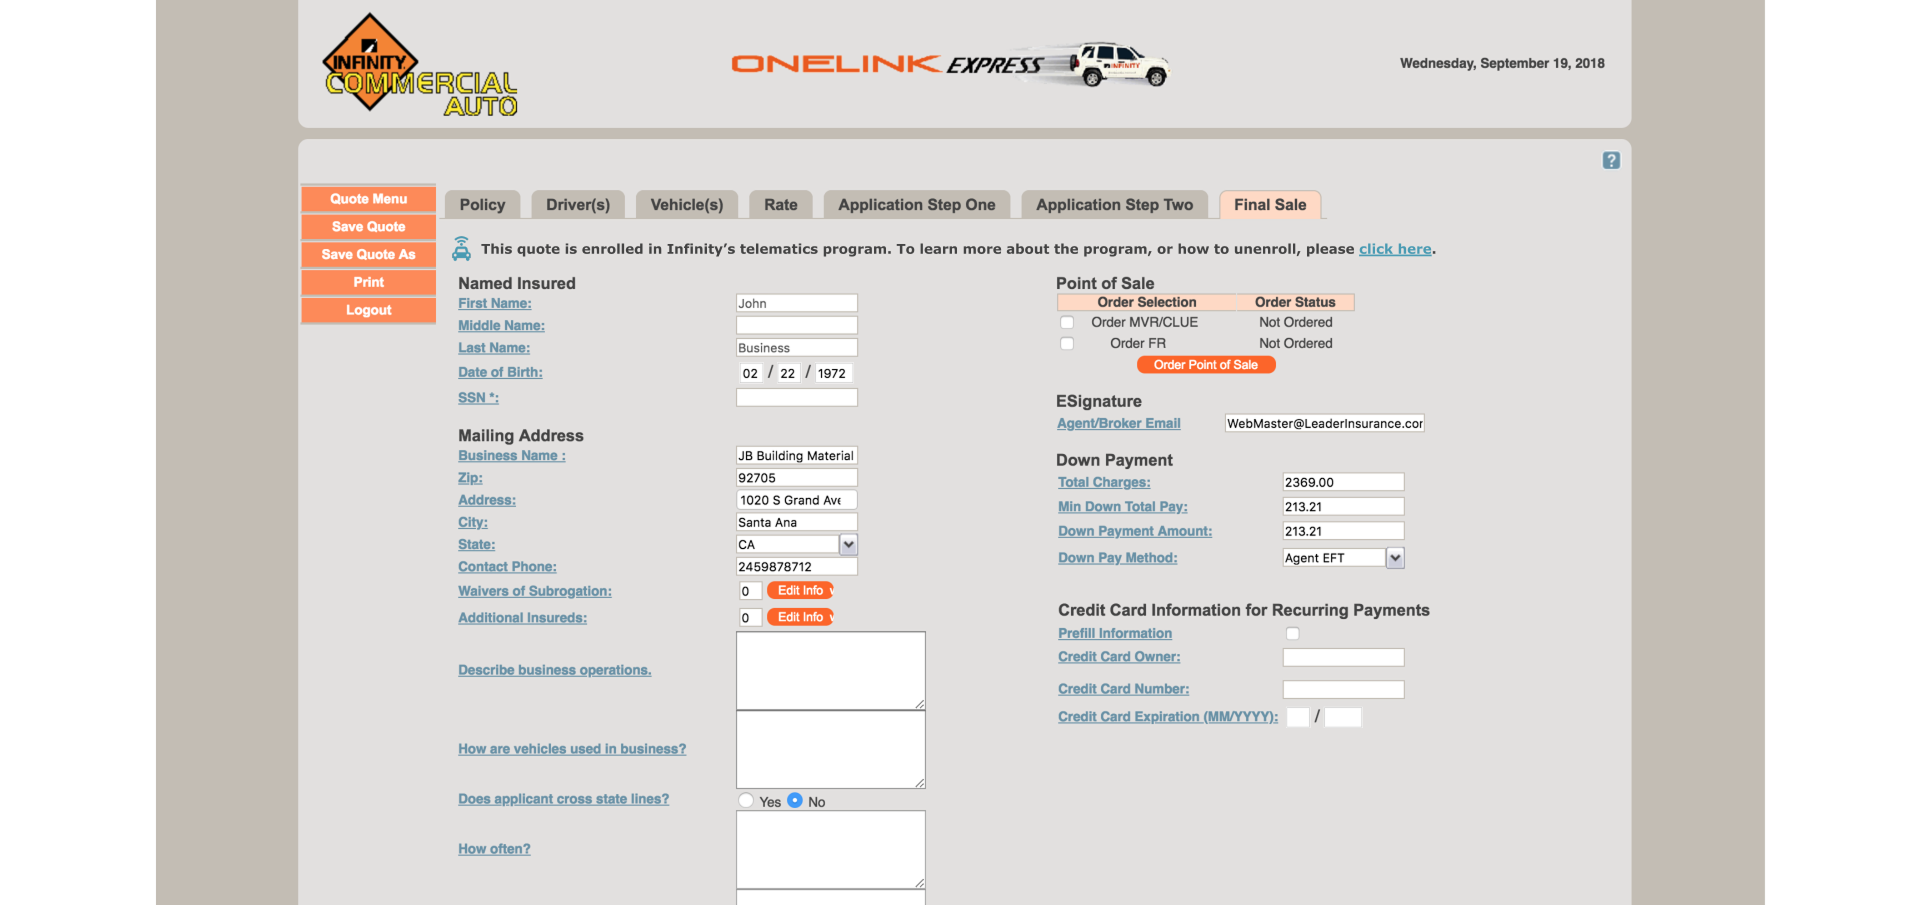 INFINITY
COMMERCIAL
AUTO
ONELINK EXPRESS
INFINITY
Wednesday, September 19, 2018
?
Quote Menu
Save Quote
Save Quote As
Print
Logout
Policy
Driver(s)
Vehicle(s)
Rate
Application Step One
Application Step Two
Final Sale
This quote is enrolled in Infinity's telematics program. To learn more about the program, or how to unenroll, please click here.
Named Insured
First Name: John
Middle Name:
Last Name: Business
Date of Birth: 02 / 22 / 1972
SSN *:
Mailing Address
Business Name : JB Building Material
Zip: 92705
Address: 1020 S Grand Ave
City: Santa Ana
State: CA
Contact Phone: 2459878712
Waivers of Subrogation: 0 Edit Info
Additional Insureds: 0 Edit Info
Describe business operations.
How are vehicles used in business?
Does applicant cross state lines? Yes No
How often?
Point of Sale
Order Selection Order Status
Order MVR/CLUE Not Ordered
Order FR Not Ordered
Order Point of Sale
ESignature
Agent/Broker Email WebMaster@LeaderInsurance.cor
Down Payment
Total Charges: 2369.00
Min Down Total Pay: 213.21
Down Payment Amount: 213.21
Down Pay Method: Agent EFT
Credit Card Information for Recurring Payments
Prefill Information
Credit Card Owner:
Credit Card Number:
Credit Card Expiration (MM/YYYY): /